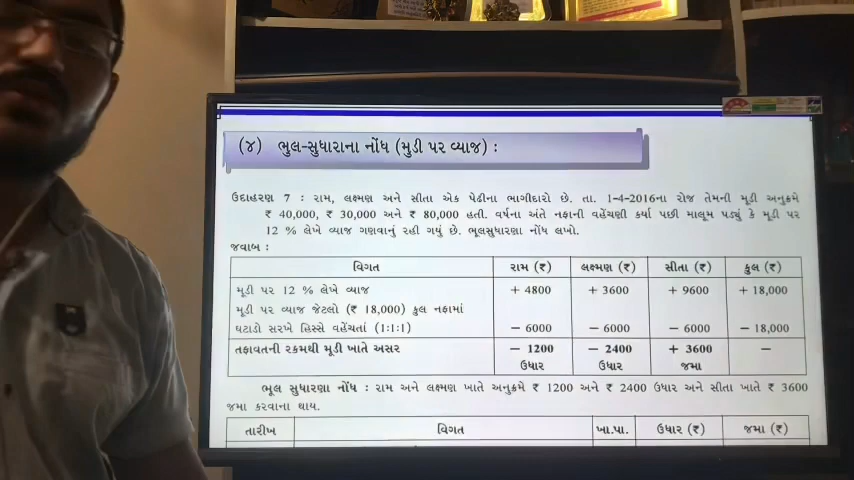 (૪) ભુલ-સુધારાના નોંધ (મુડી પર વ્યાજ) :
ઉદાહરણ 7 : રામ, લક્ષ્મણ અને સીતા એક પેઢીના ભાગીદારો છે. તા. 1-4-2016ના રોજ તેમની મૂડી અનુક્રમે
₹ 40,000, ₹ 30,000 અને ₹ 80,000 હતી. વર્ષના અંતે નફાની વહેંચણી કર્યા પછી માલૂમ પડ્યું કે મૂડી પર
12 % લેખે વ્યાજ ગણવાનું રહી ગયું છે. ભૂલસુધારણા નોંધ લખો.
જવાબ :
વિગત રામ (₹) લક્ષ્મણ (₹) સીતા (₹) કુલ (₹)
મૂડી પર 12 % લેખે વ્યાજ + 4800 + 3600 + 9600 + 18,000
મૂડી પર વ્યાજ જેટલો (₹ 18,000) કુલ નફામાં
ઘટાડો સરખે હિસ્સે વહેંચતાં (1:1:1) – 6000 – 6000 – 6000 – 18,000
તફાવતની રકમથી મૂડી ખાતે અસર – 1200 – 2400 + 3600 –
ઉધાર ઉધાર જમા
ભૂલ સુધારણા નોંધ : રામ અને લક્ષ્મણ ખાતે અનુક્રમે ₹ 1200 અને ₹ 2400 ઉધાર અને સીતા ખાતે ₹ 3600
જમા કરવાના થાય.
તારીખ વિગત ખા.પા. ઉધાર (₹) જમા (₹)